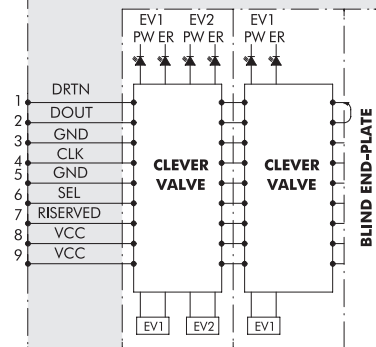 EV1 EV2 EV1
PW ER PW ER PW ER
1 DRTN
2 DOUT
3 GND
4 CLK
5 GND
6 SEL
7 RISERVED
8 VCC
9 VCC
CLEVER
VALVE
CLEVER
VALVE
BLIND END-PLATE
EV1 EV2 EV1